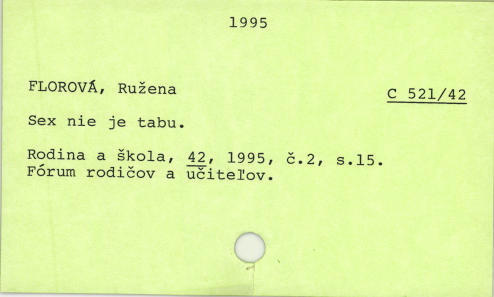 1995
FLOROVÁ, Ružena
C 521/42
Sex nie je tabu.
Rodina a škola, 42, 1995, č.2, s.15.
Fórum rodičov a učiteľov.